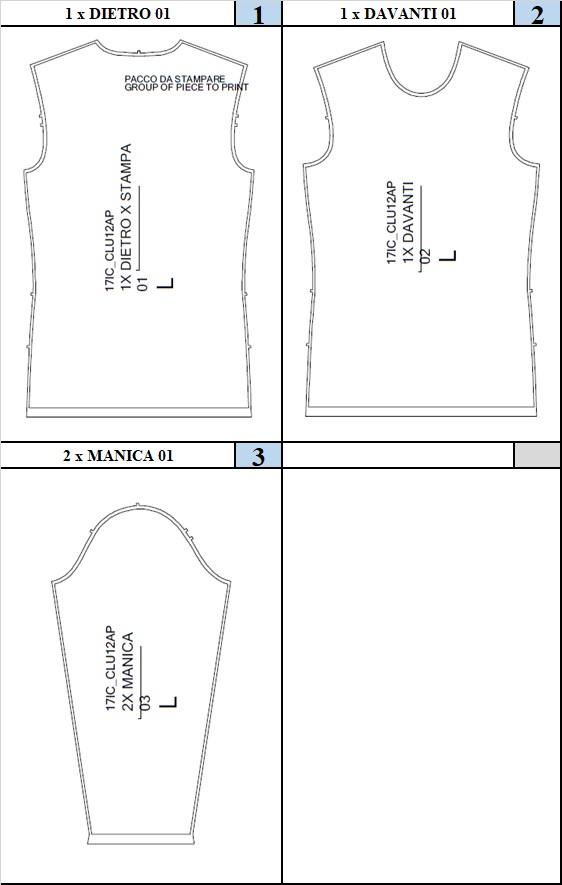 1 x DIETRO 01
1
1 x DAVANTI 01
2
PACCO DA STAMPARE
GROUP OF PIECE TO PRINT
17IC_CLU12AP
1X DIETRO X STAMPA
01
L
17IC_CLU12AP
1X DAVANTI
02
L
2 x MANICA 01
3
17IC_CLU12AP
2X MANICA
03
L